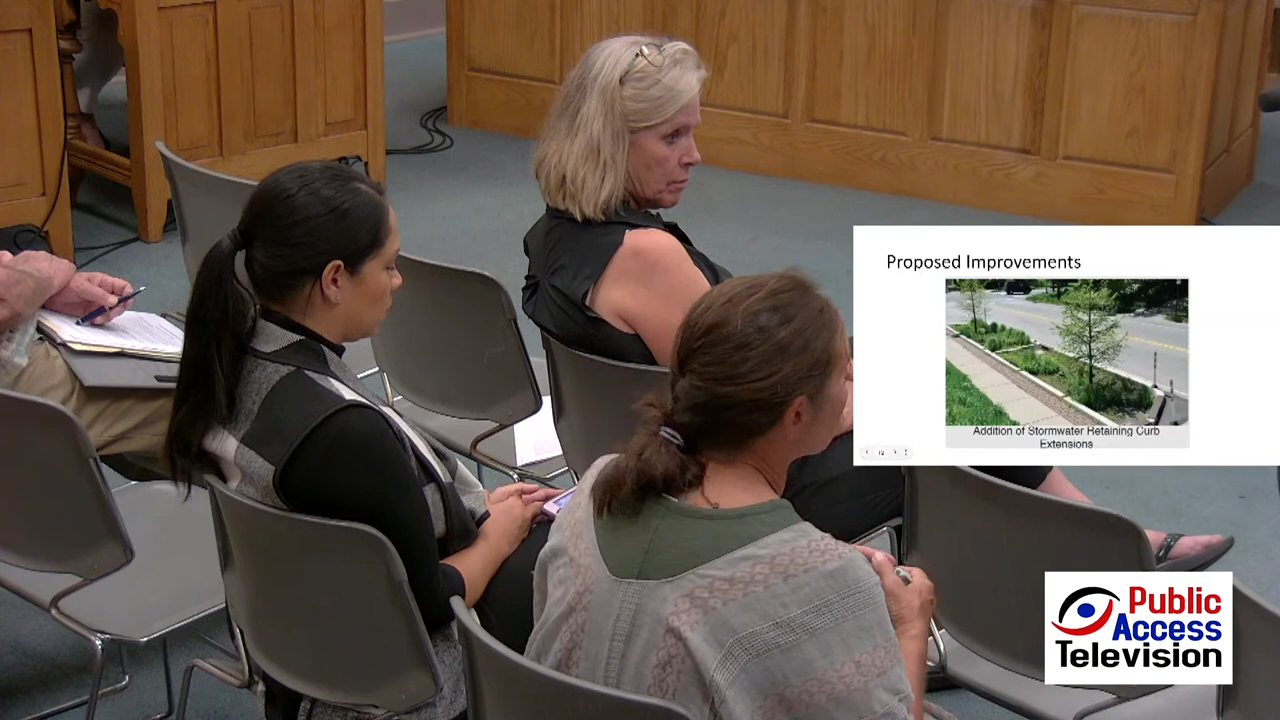 Proposed Improvements
Addition of Stormwater Retaining Curb
Extensions
Public
Access
Television